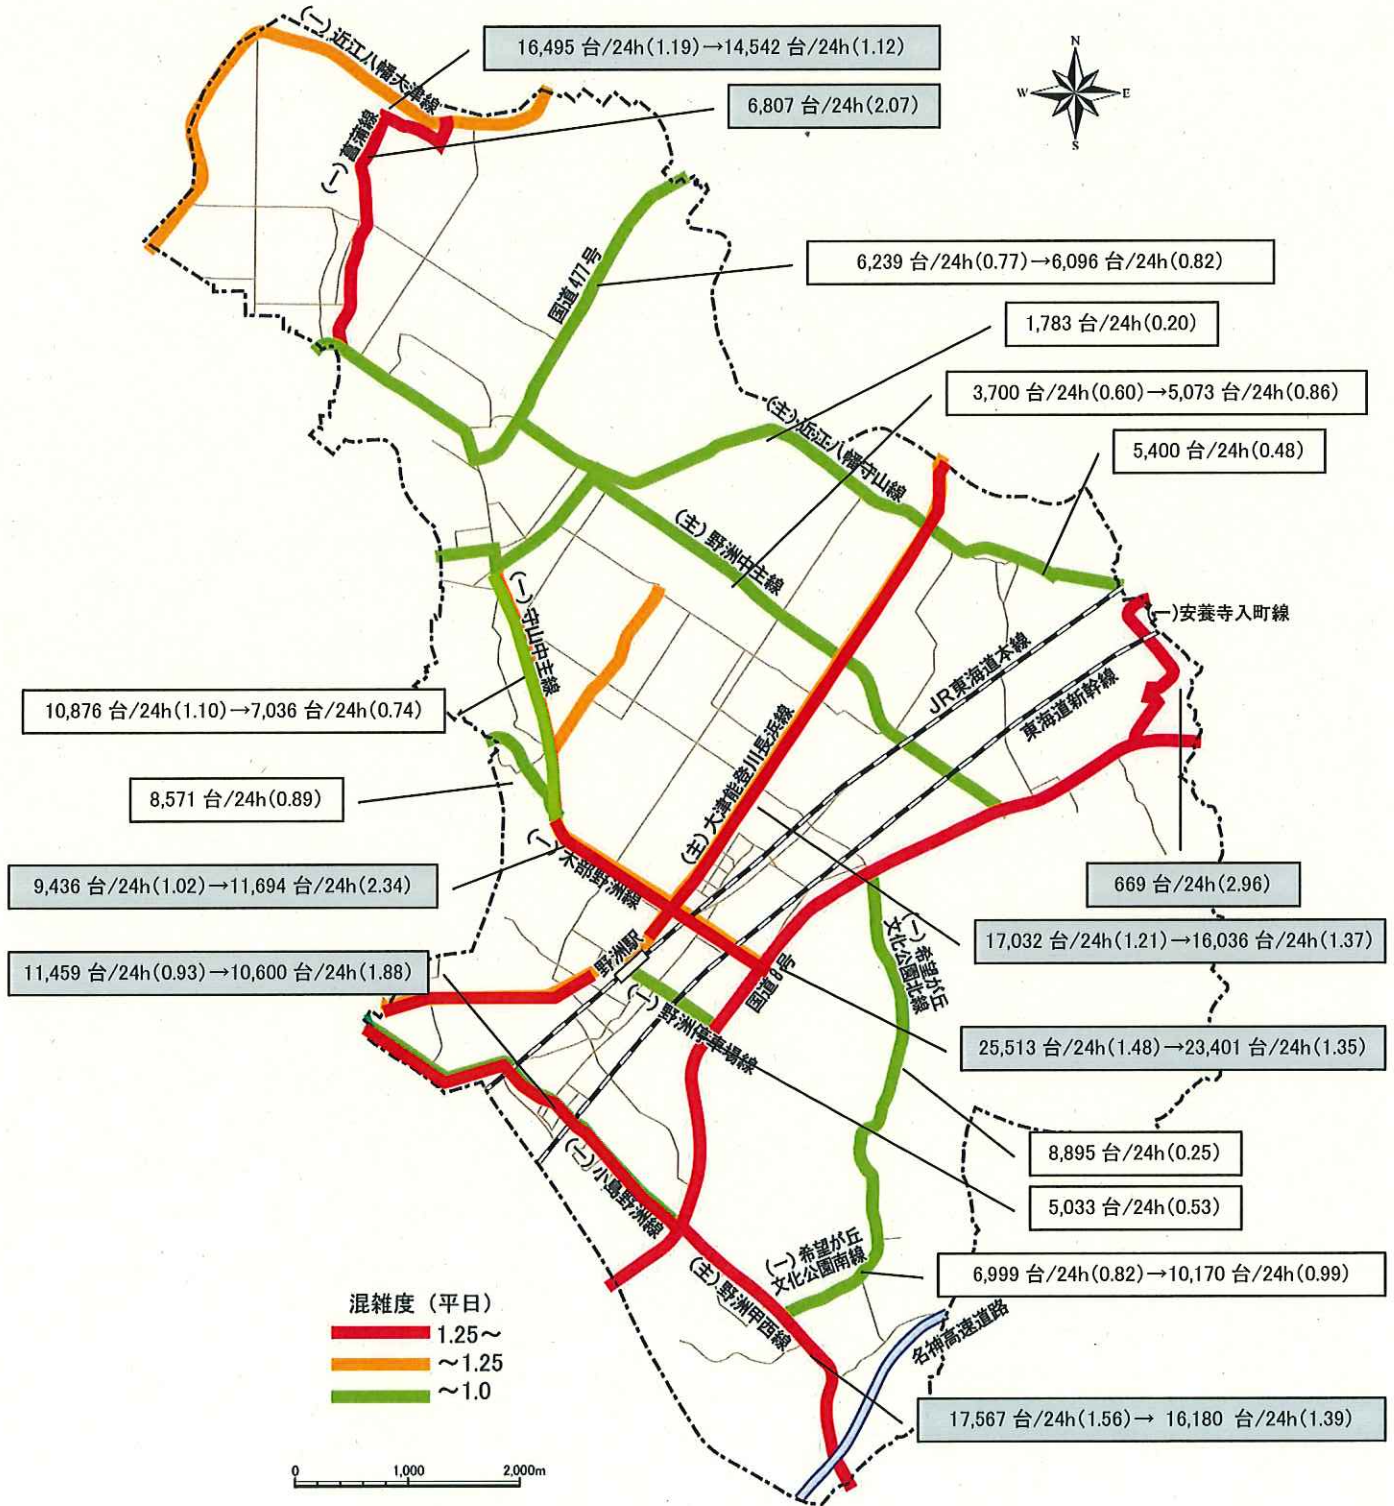 (一)近江八幡大津線
16,495 台/24h(1.19)→14,542 台/24h(1.12)
N
W
E
S
6,807 台/24h(2.07)
(一)菖蒲線
国道477号
6,239 台/24h(0.77)→6,096 台/24h(0.82)
1,783 台/24h(0.20)
3,700 台/24h(0.60)→5,073 台/24h(0.86)
(主)近江八幡守山線
5,400 台/24h(0.48)
(主)野洲中主線
(一)守山中主線
(一)安養寺入町線
JR東海道本線
東海道新幹線
10,876 台/24h(1.10)→7,036 台/24h(0.74)
(主)大津能登川長浜線
8,571 台/24h(0.89)
(一)木部野洲線
9,436 台/24h(1.02)→11,694 台/24h(2.34)
669 台/24h(2.96)
17,032 台/24h(1.21)→16,036 台/24h(1.37)
(一)希望が丘
文化公園北線
野洲駅
11,459 台/24h(0.93)→10,600 台/24h(1.88)
国道8号
(一)野洲停車場線
25,513 台/24h(1.48)→23,401 台/24h(1.35)
8,895 台/24h(0.25)
(一)小島野洲線
5,033 台/24h(0.53)
(一)希望が丘
文化公園南線
6,999 台/24h(0.82)→10,170 台/24h(0.99)
(主)野洲甲西線
名神高速道路
混雑度(平日)
1.25~
~1.25
~1.0
17,567 台/24h(1.56)→ 16,180 台/24h(1.39)
0 1,000 2,000m